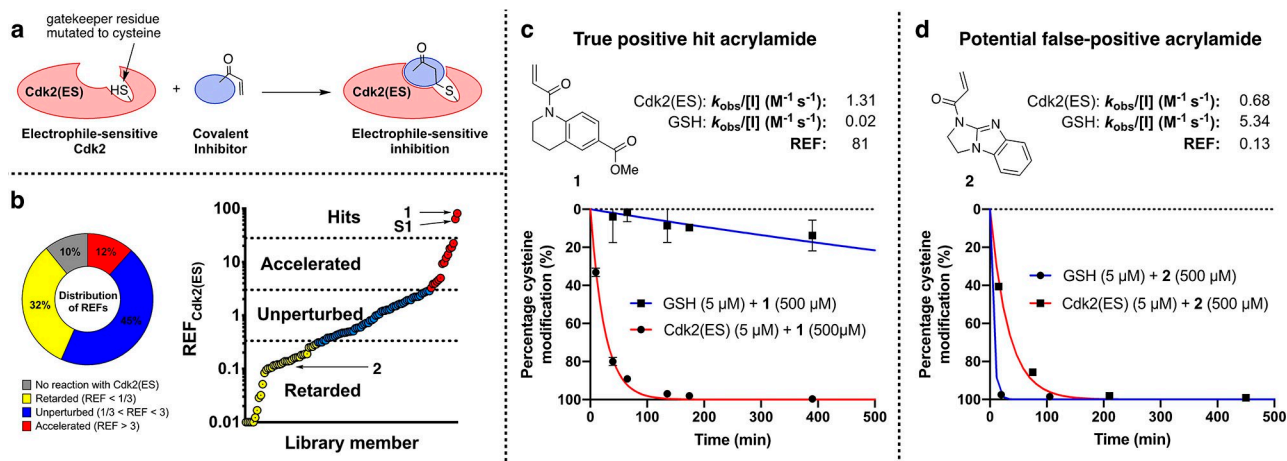 a
gatekeeper residue
mutated to cysteine
HS
Cdk2(ES)
+
O
Cdk2(ES)
O
S
Electrophile-sensitive
Cdk2
Covalent
Inhibitor
Electrophile-sensitive
inhibition
b
10%
12%
32%
45%
Distribution
of REFs
No reaction with Cdk2(ES)
Retarded (REF < 1/3)
Unperturbed (1/3 < REF < 3)
Accelerated (REF > 3)
REFCdk2(ES)
100
10
1
0.1
0.01
Hits
1
S1
Accelerated
Unperturbed
2
Retarded
Library member
c
True positive hit acrylamide
O
N
O
OMe
1
Cdk2(ES): kobs/[I] (M-1 s-1): 1.31
GSH: kobs/[I] (M-1 s-1): 0.02
REF: 81
Percentage cysteine
modification (%)
0
20
40
60
80
100
GSH (5 µM) + 1 (500 µM)
Cdk2(ES) (5 µM) + 1 (500µM)
0 100 200 300 400 500
Time (min)
d
Potential false-positive acrylamide
O
N
N
N
2
Cdk2(ES): kobs/[I] (M-1 s-1): 0.68
GSH: kobs/[I] (M-1 s-1): 5.34
REF: 0.13
Percentage cysteine
modification (%)
0
20
40
60
80
100
GSH (5 µM) + 2 (500 µM)
Cdk2(ES) (5 µM) + 2 (500 µM)
0 100 200 300 400 500
Time (min)